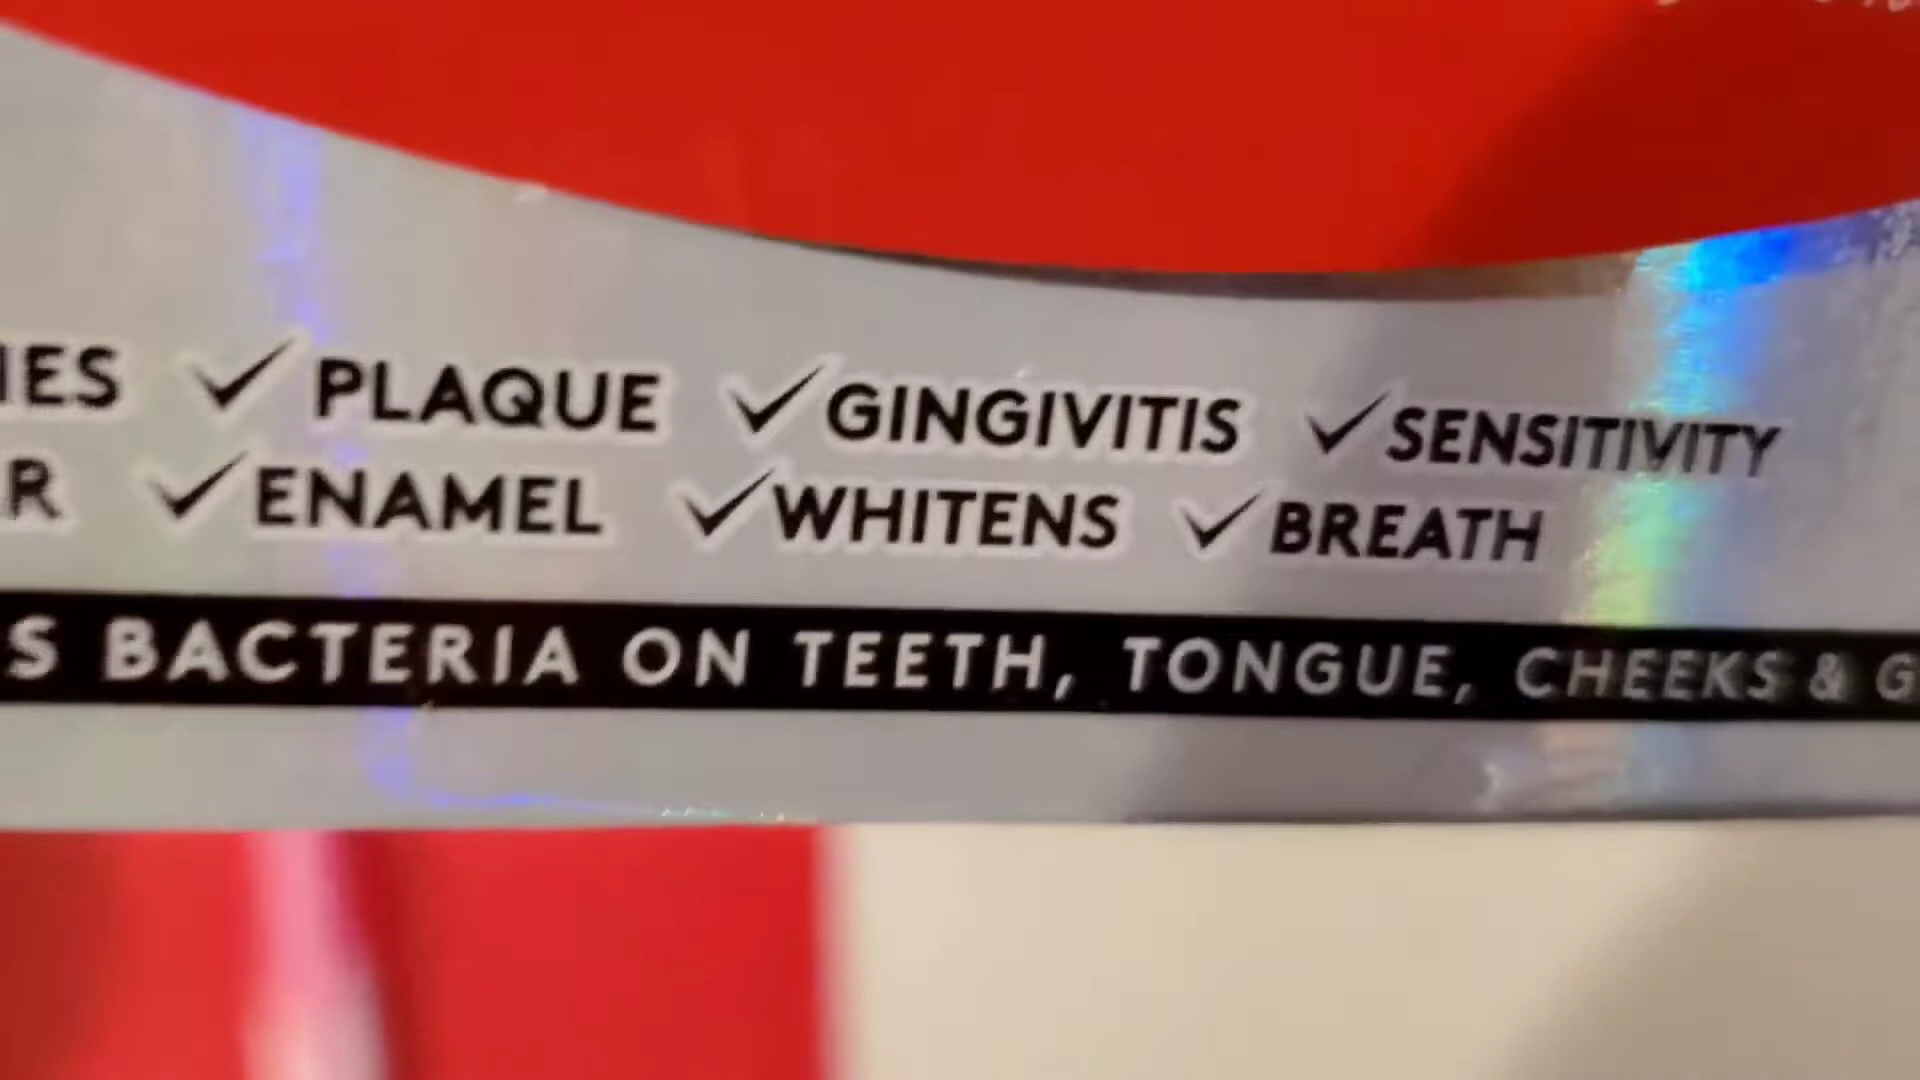 IES ✓ PLAQUE ✓ GINGIVITIS ✓ SENSITIVITY
R ✓ ENAMEL ✓ WHITENS ✓ BREATH
S BACTERIA ON TEETH, TONGUE, CHEEKS & G